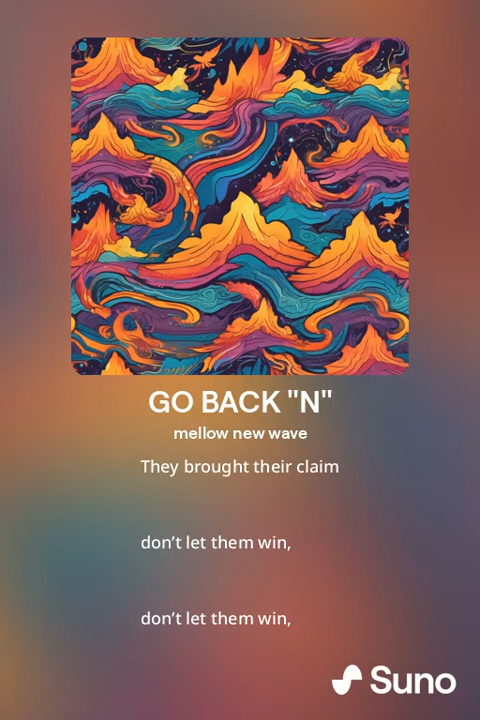 GO BACK "N"
mellow new wave
They brought their claim
don’t let them win,
don’t let them win,
Suno